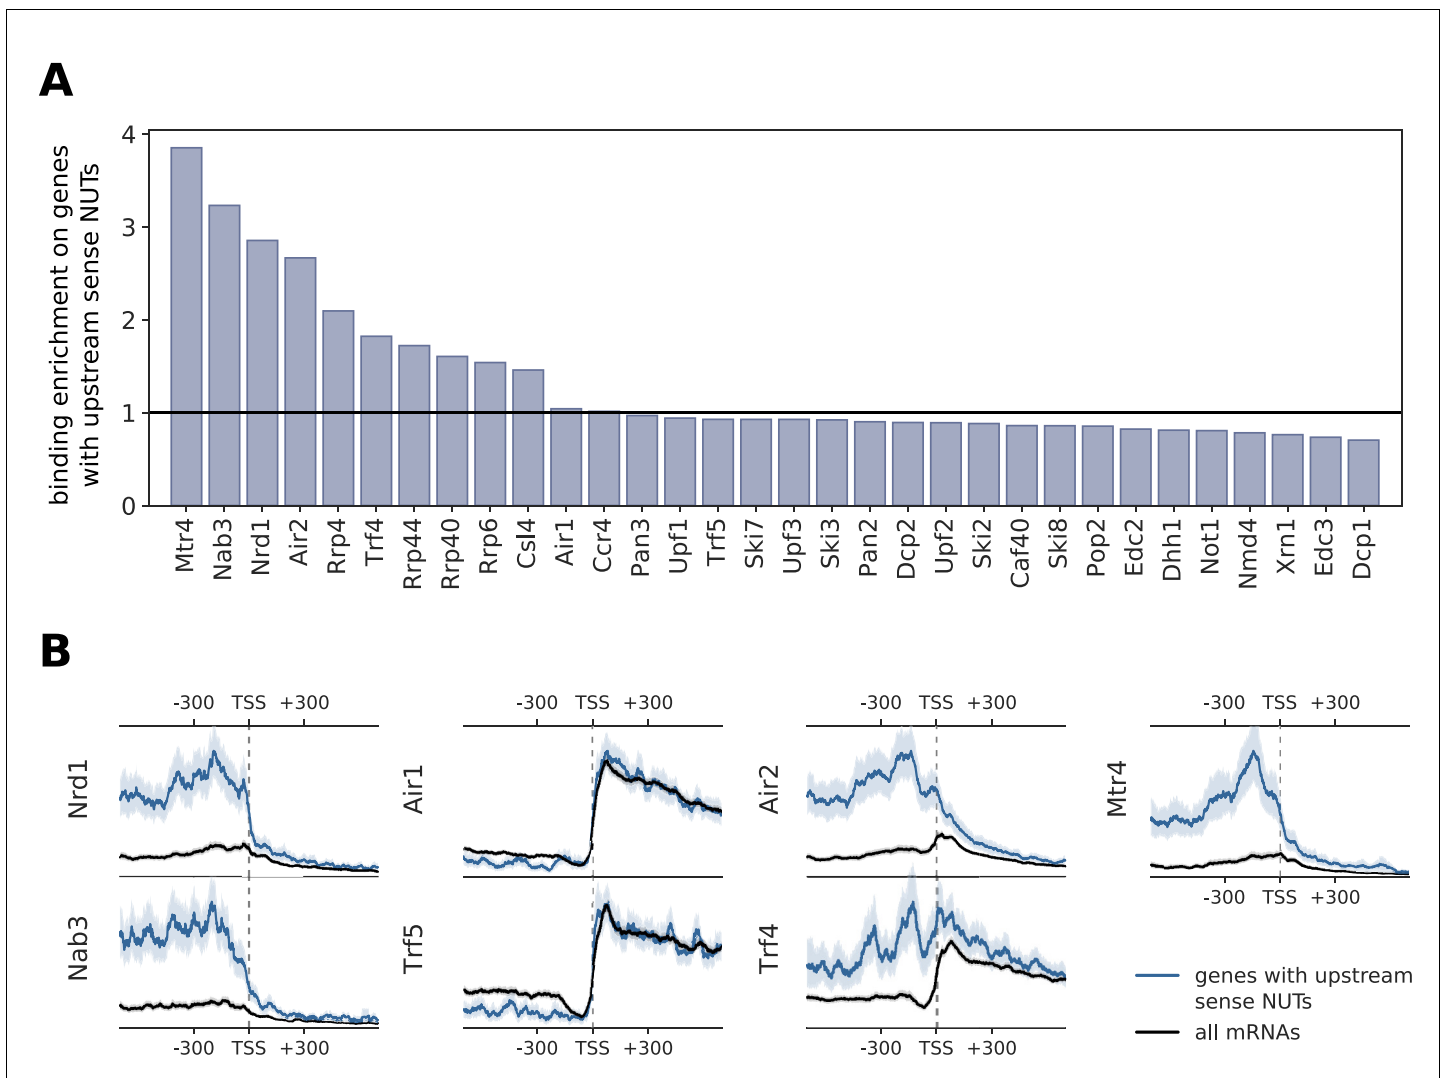 A
binding enrichment on genes
with upstream sense NUTs
4
3
2
1
0
Mtr4 Nab3 Nrd1 Air2 Rrp4 Trf4 Rrp44 Rrp40 Rrp6 Csl4 Air1 Ccr4 Pan3 Upf1 Trf5 Ski7 Upf3 Ski3 Pan2 Dcp2 Upf2 Ski2 Caf40 Ski8 Pop2 Edc2 Dhh1 Not1 Nmd4 Xrn1 Edc3 Dcp1
B
-300 TSS +300 -300 TSS +300 -300 TSS +300 -300 TSS +300
Nrd1 Air1 Air2 Mtr4
-300 TSS +300
Nab3 Trf5 Trf4
genes with upstream
sense NUTs
all mRNAs
-300 TSS +300 -300 TSS +300 -300 TSS +300